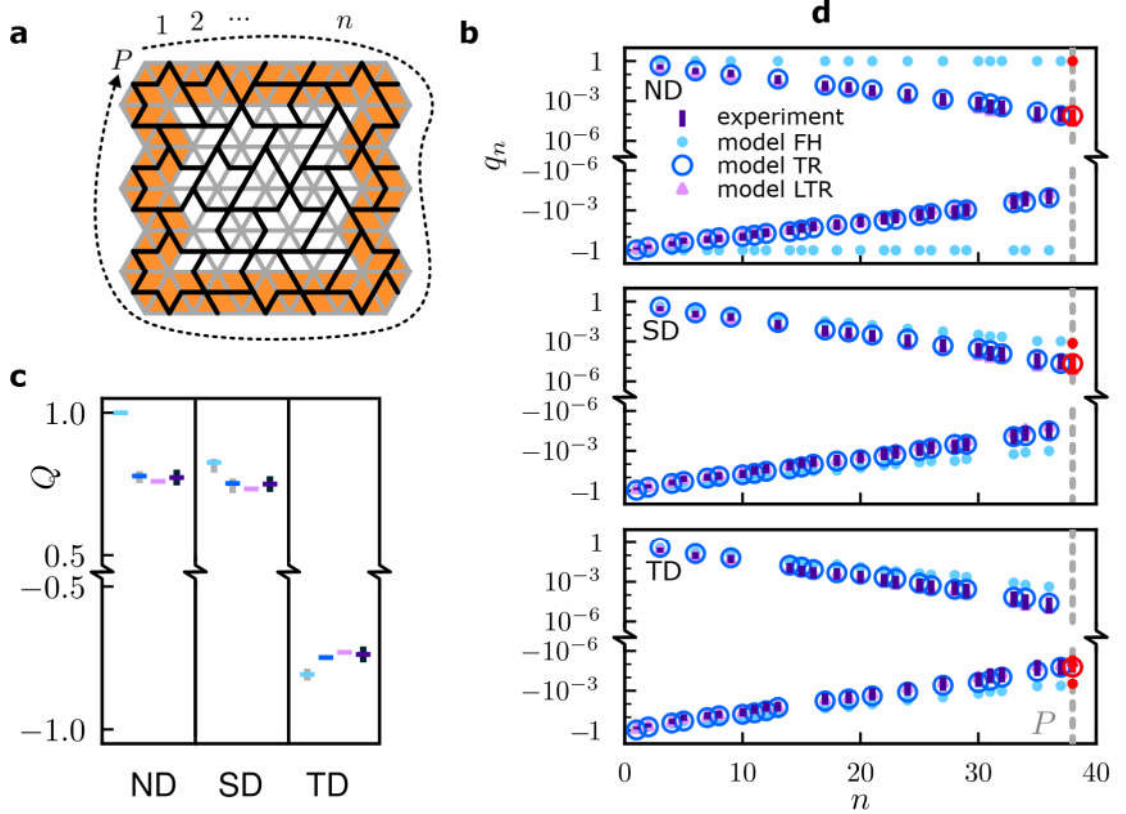 a
1 2 ... n
P
b
d
q_n
1
10^{-3}
10^{-6}
-10^{-6}
-10^{-3}
-1
ND
experiment
model FH
model TR
model LTR
1
10^{-3}
10^{-6}
-10^{-6}
-10^{-3}
-1
SD
1
10^{-3}
10^{-6}
-10^{-6}
-10^{-3}
-1
TD
P
0 10 20 30 40
n
c
Q
1.0
0.5
−0.5
−1.0
ND SD TD